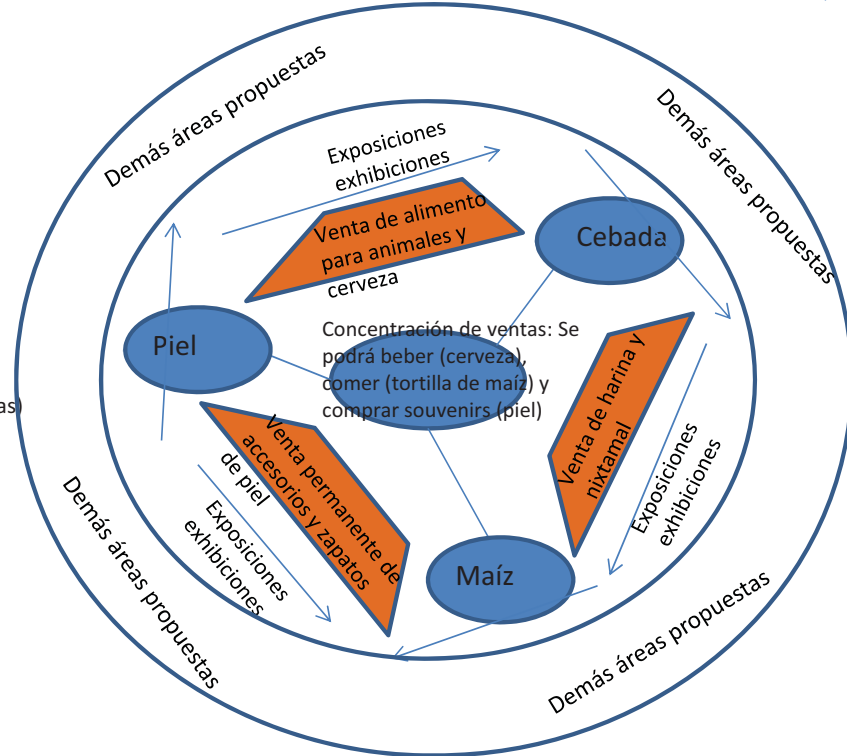 Demás áreas propuestas
Demás áreas propuestas
Exposiciones
exhibiciones
Venta de alimento
para animales y
cerveza
Cebada
Piel
Concentración de ventas: Se
podrá beber (cerveza),
comer (tortilla de maíz) y
comprar souvenirs (piel)
as)
Venta de harina y
nixtamal
Exposiciones
exhibiciones
Venta permanente de
accesorios y zapatos
de piel
Exposiciones
exhibiciones
Maíz
Demás áreas propuestas
Demás áreas propuestas